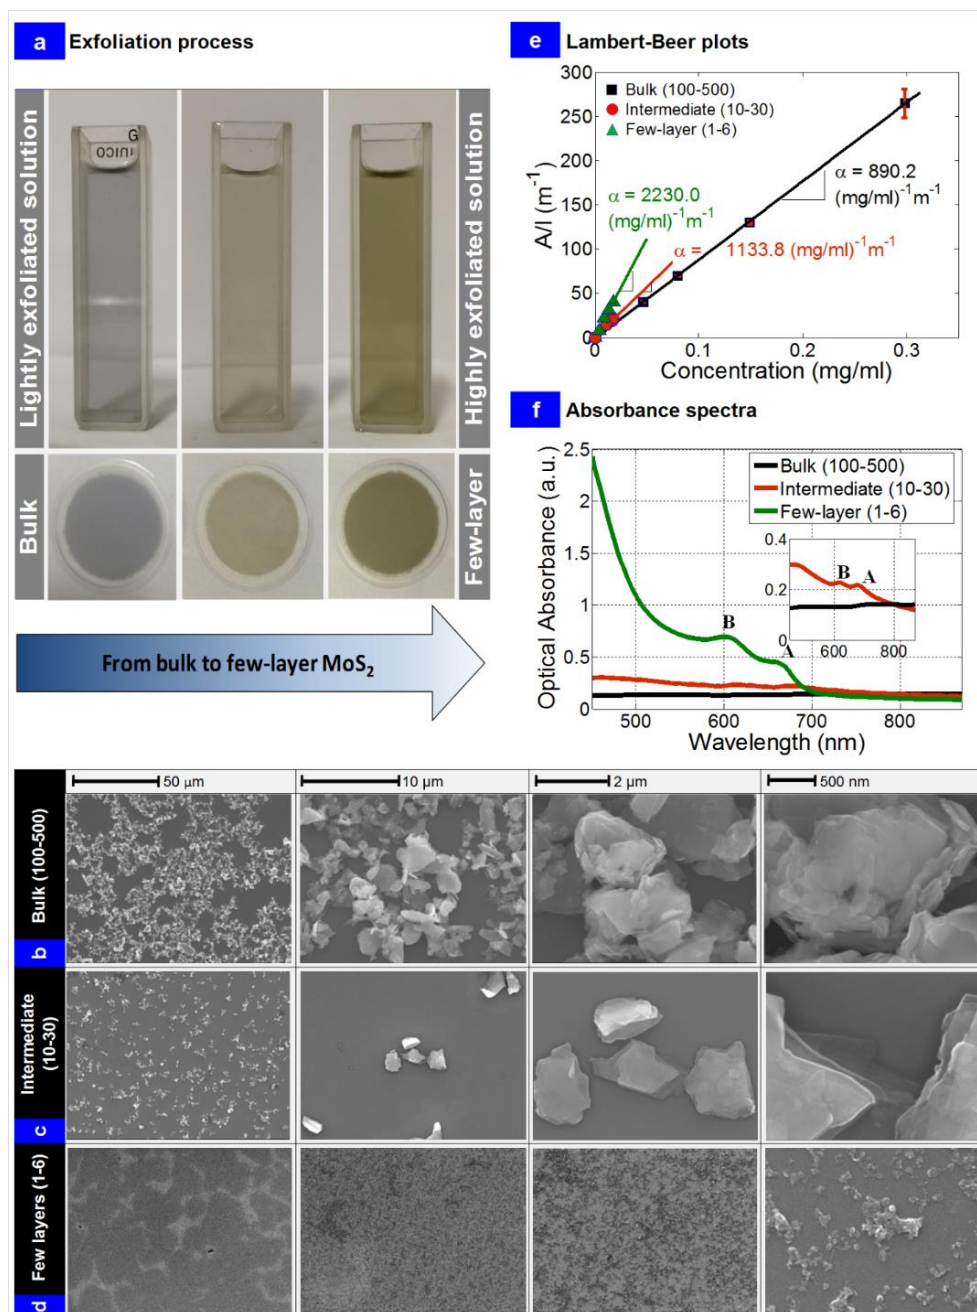 a Exfoliation process
Lightly exfoliated solution
G
UNICO
Highly exfoliated solution
Bulk
Few-layer
From bulk to few-layer MoS₂
e Lambert-Beer plots
300
250
200
150
100
50
0
A/l (m⁻¹)
Bulk (100-500)
Intermediate (10-30)
Few-layer (1-6)
α = 890.2
(mg/ml)⁻¹m⁻¹
α = 2230.0
(mg/ml)⁻¹m⁻¹
α = 1133.8 (mg/ml)⁻¹m⁻¹
0 0.1 0.2 0.3
Concentration (mg/ml)
f Absorbance spectra
2.5
2
1.5
1
0.5
0
Optical Absorbance (a.u.)
Bulk (100-500)
Intermediate (10-30)
Few-layer (1-6)
0.4
0.2
0
B A
600 800
B
A
500 600 700 800
Wavelength (nm)
50 µm 10 µm 2 µm 500 nm
b Bulk (100-500)
c Intermediate
(10-30)
d Few layers (1-6)